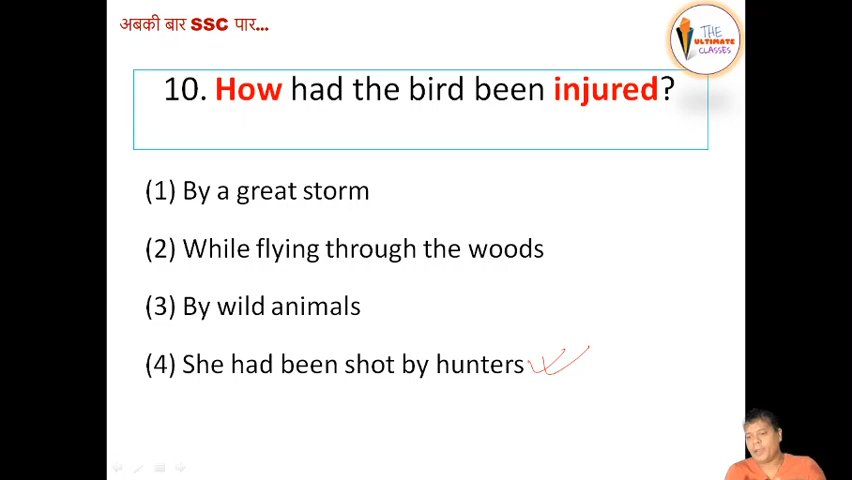 अबकी बार SSC पार...
THE
ULTIMATE
CLASSES
10. How had the bird been injured?
(1) By a great storm
(2) While flying through the woods
(3) By wild animals
(4) She had been shot by hunters